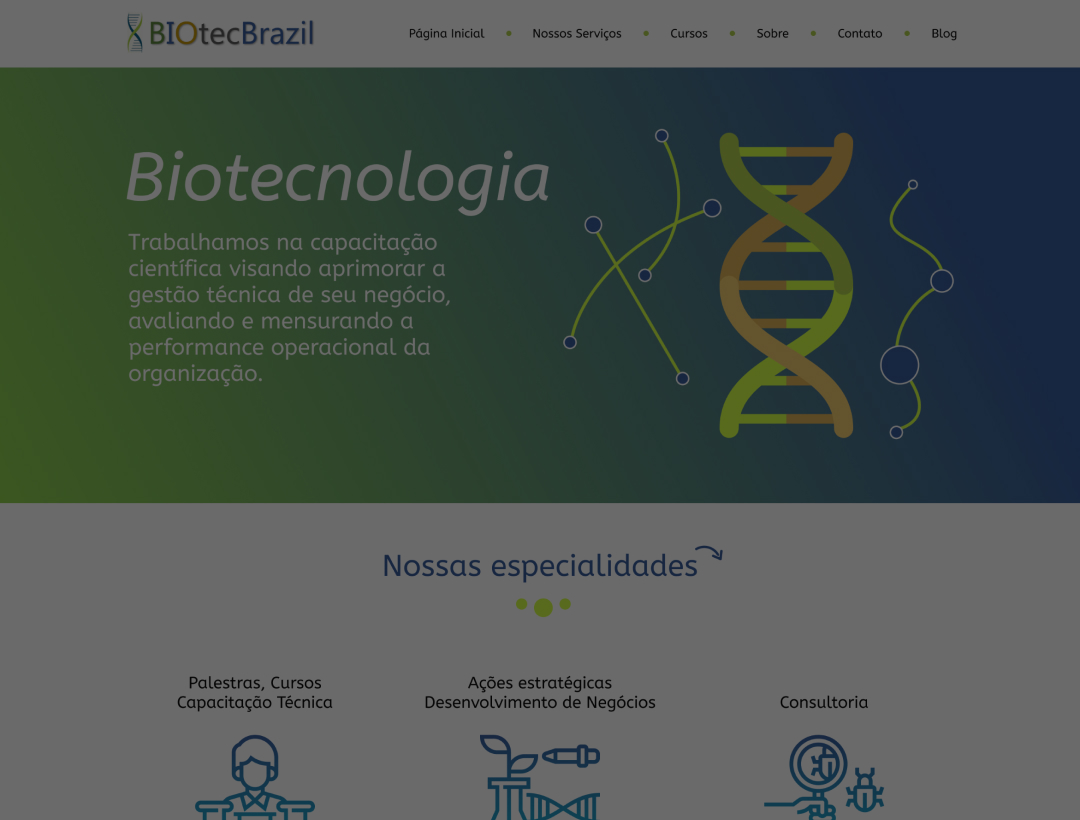 BIOtecBrazil
Página Inicial
Nossos Serviços
Cursos
Sobre
Contato
Blog
Biotecnologia
Trabalhamos na capacitação
científica visando aprimorar a
gestão técnica de seu negócio,
avaliando e mensurando a
performance operacional da
organização.
Nossas especialidades
Palestras, Cursos
Capacitação Técnica
Ações estratégicas
Desenvolvimento de Negócios
Consultoria